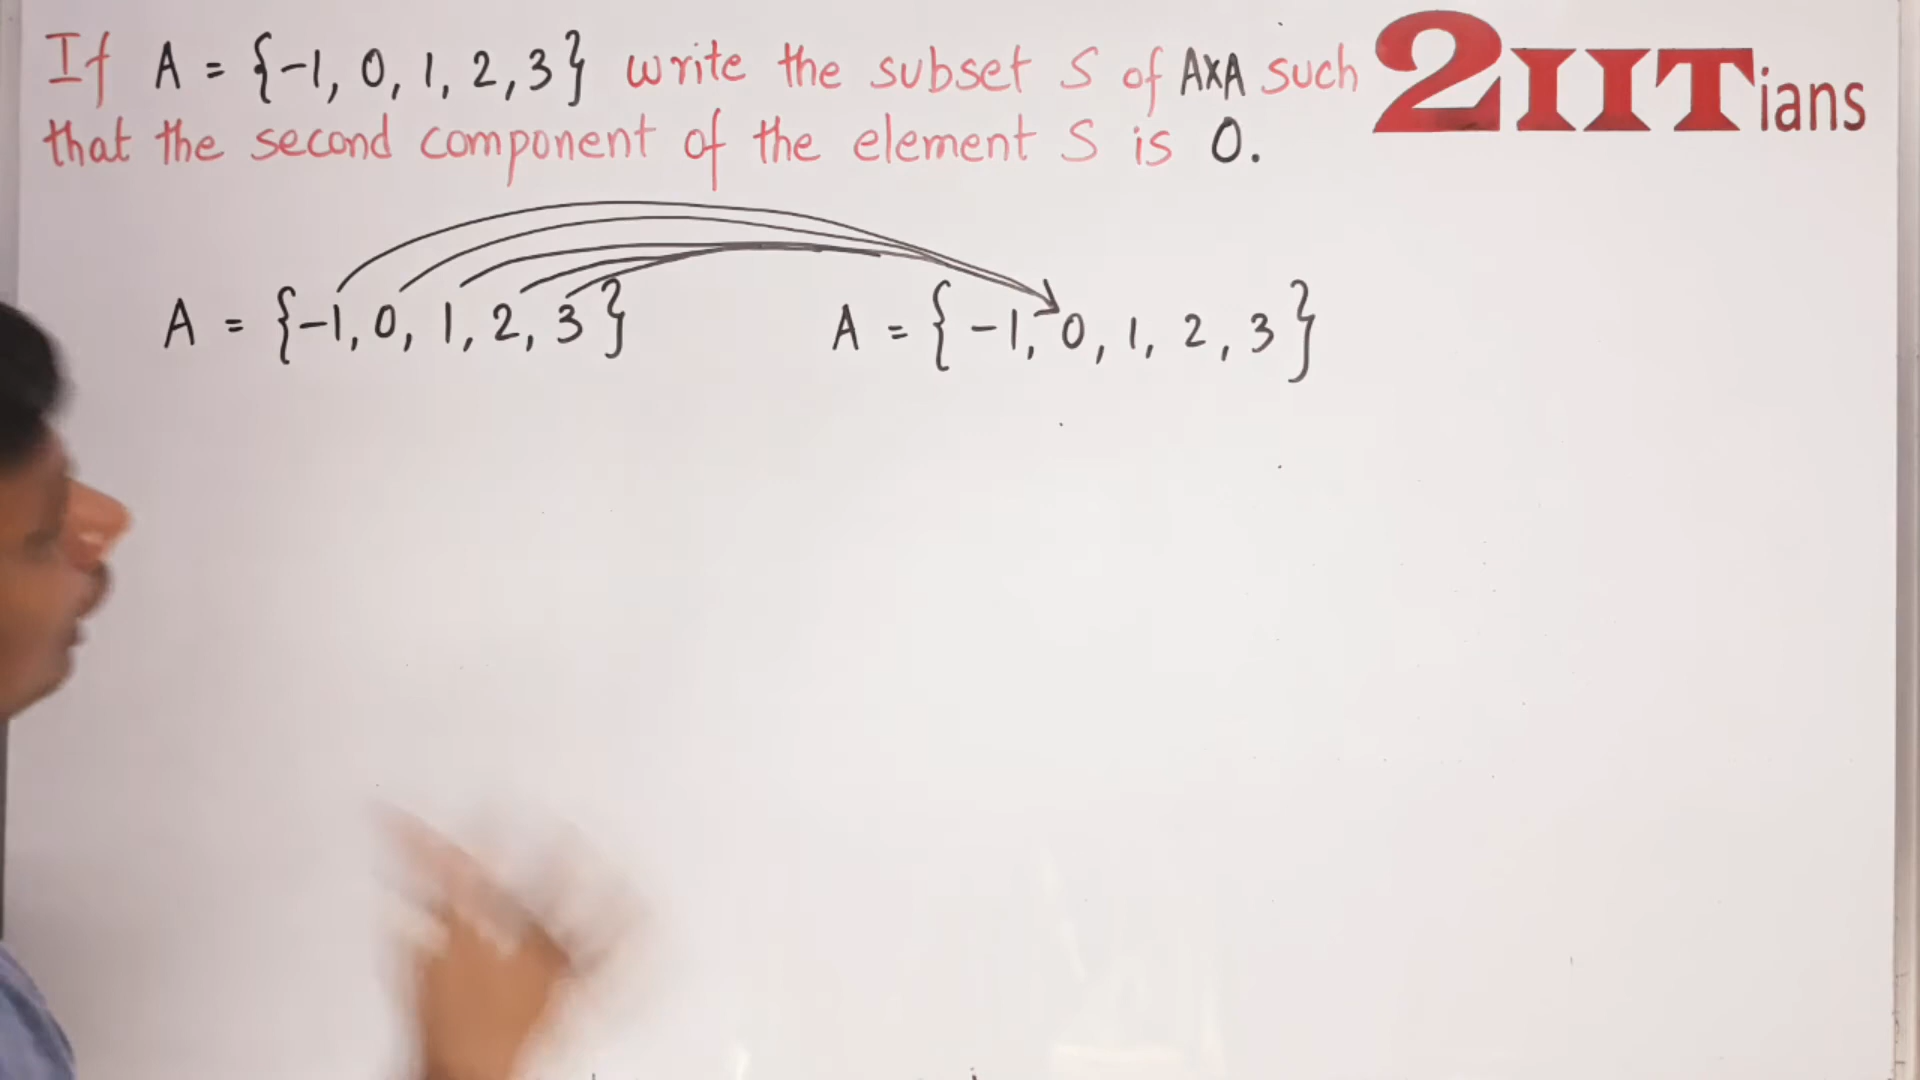 If A = {-1, 0, 1, 2, 3} write the subset S of A×A such
that the second component of the element S is 0.
2IITians
A = {-1, 0, 1, 2, 3}
A = {-1, 0, 1, 2, 3}